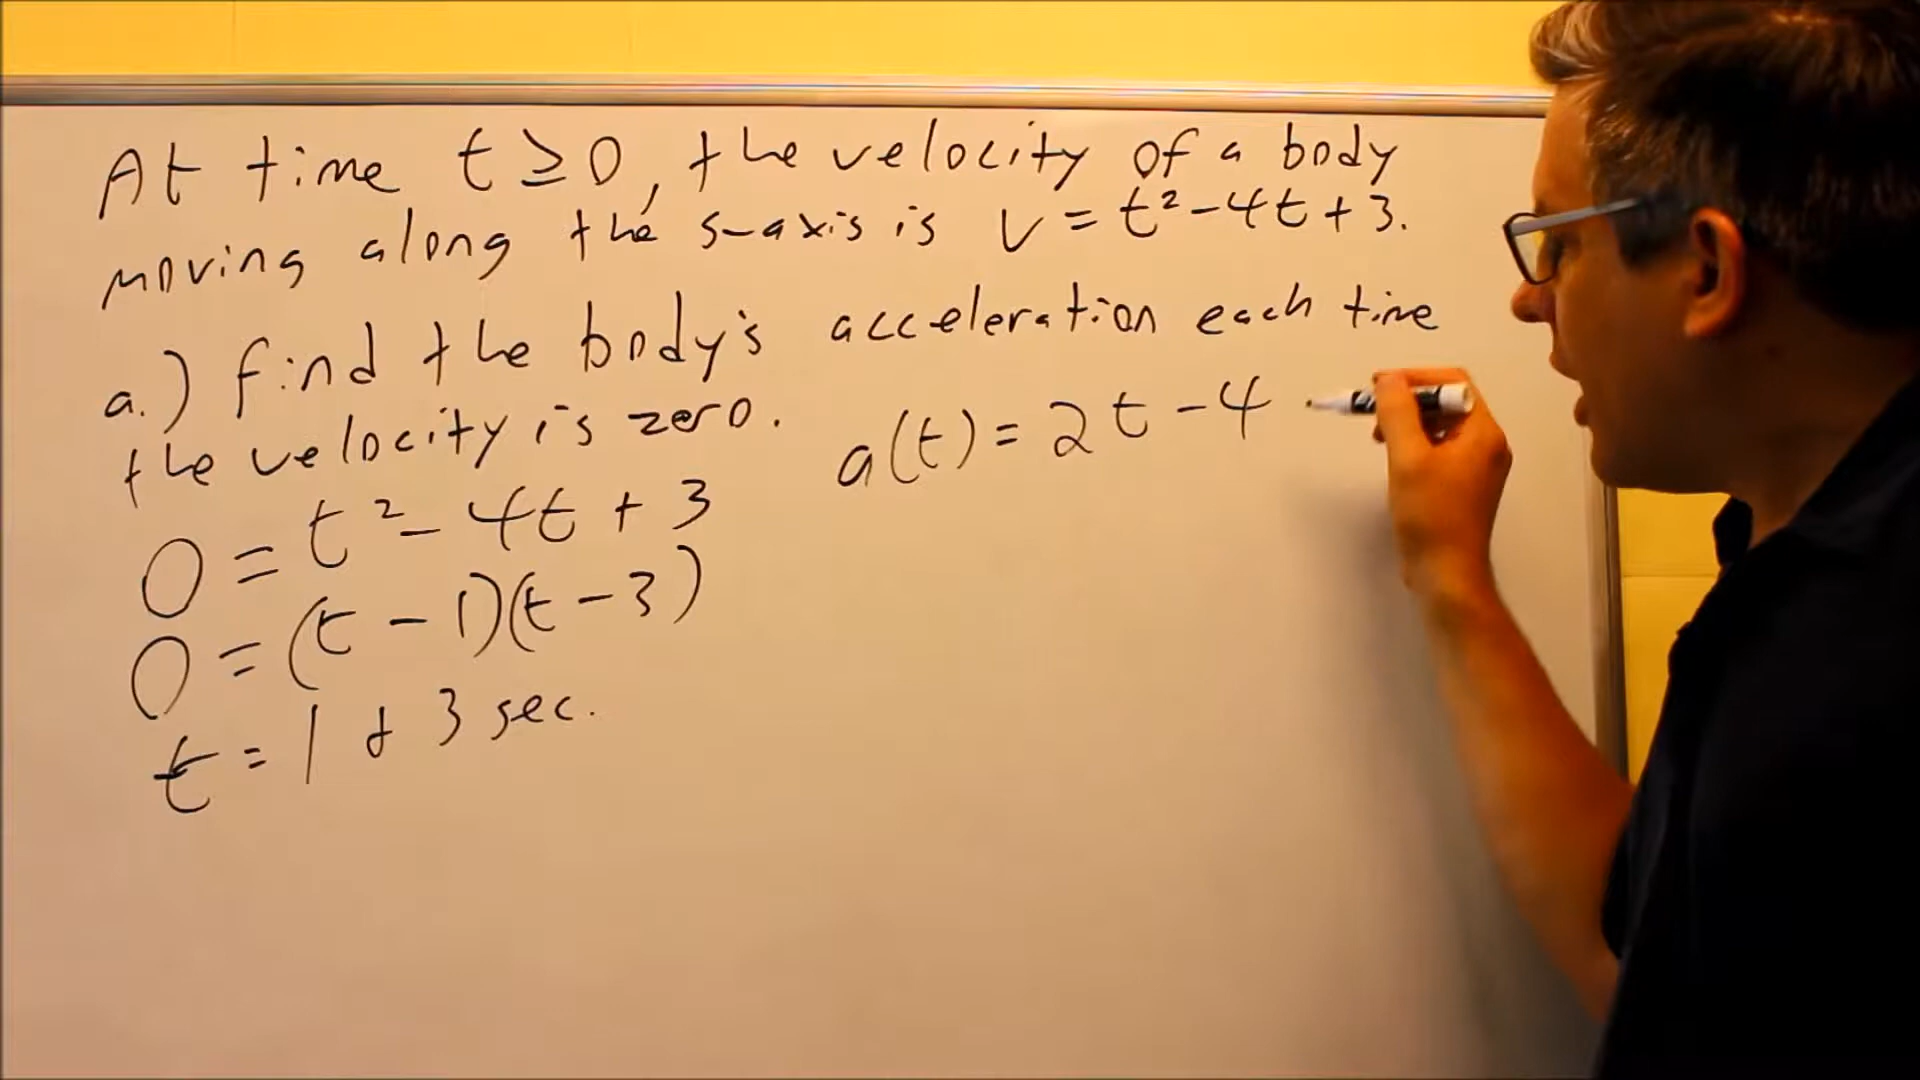 At time t ≥ 0, the velocity of a body
moving along the s-axis is v = t² - 4t + 3.
a.) find the body's acceleration each time
the velocity is zero.
a(t) = 2t - 4
0 = t² - 4t + 3
0 = (t - 1)(t - 3)
t = 1 + 3 sec.